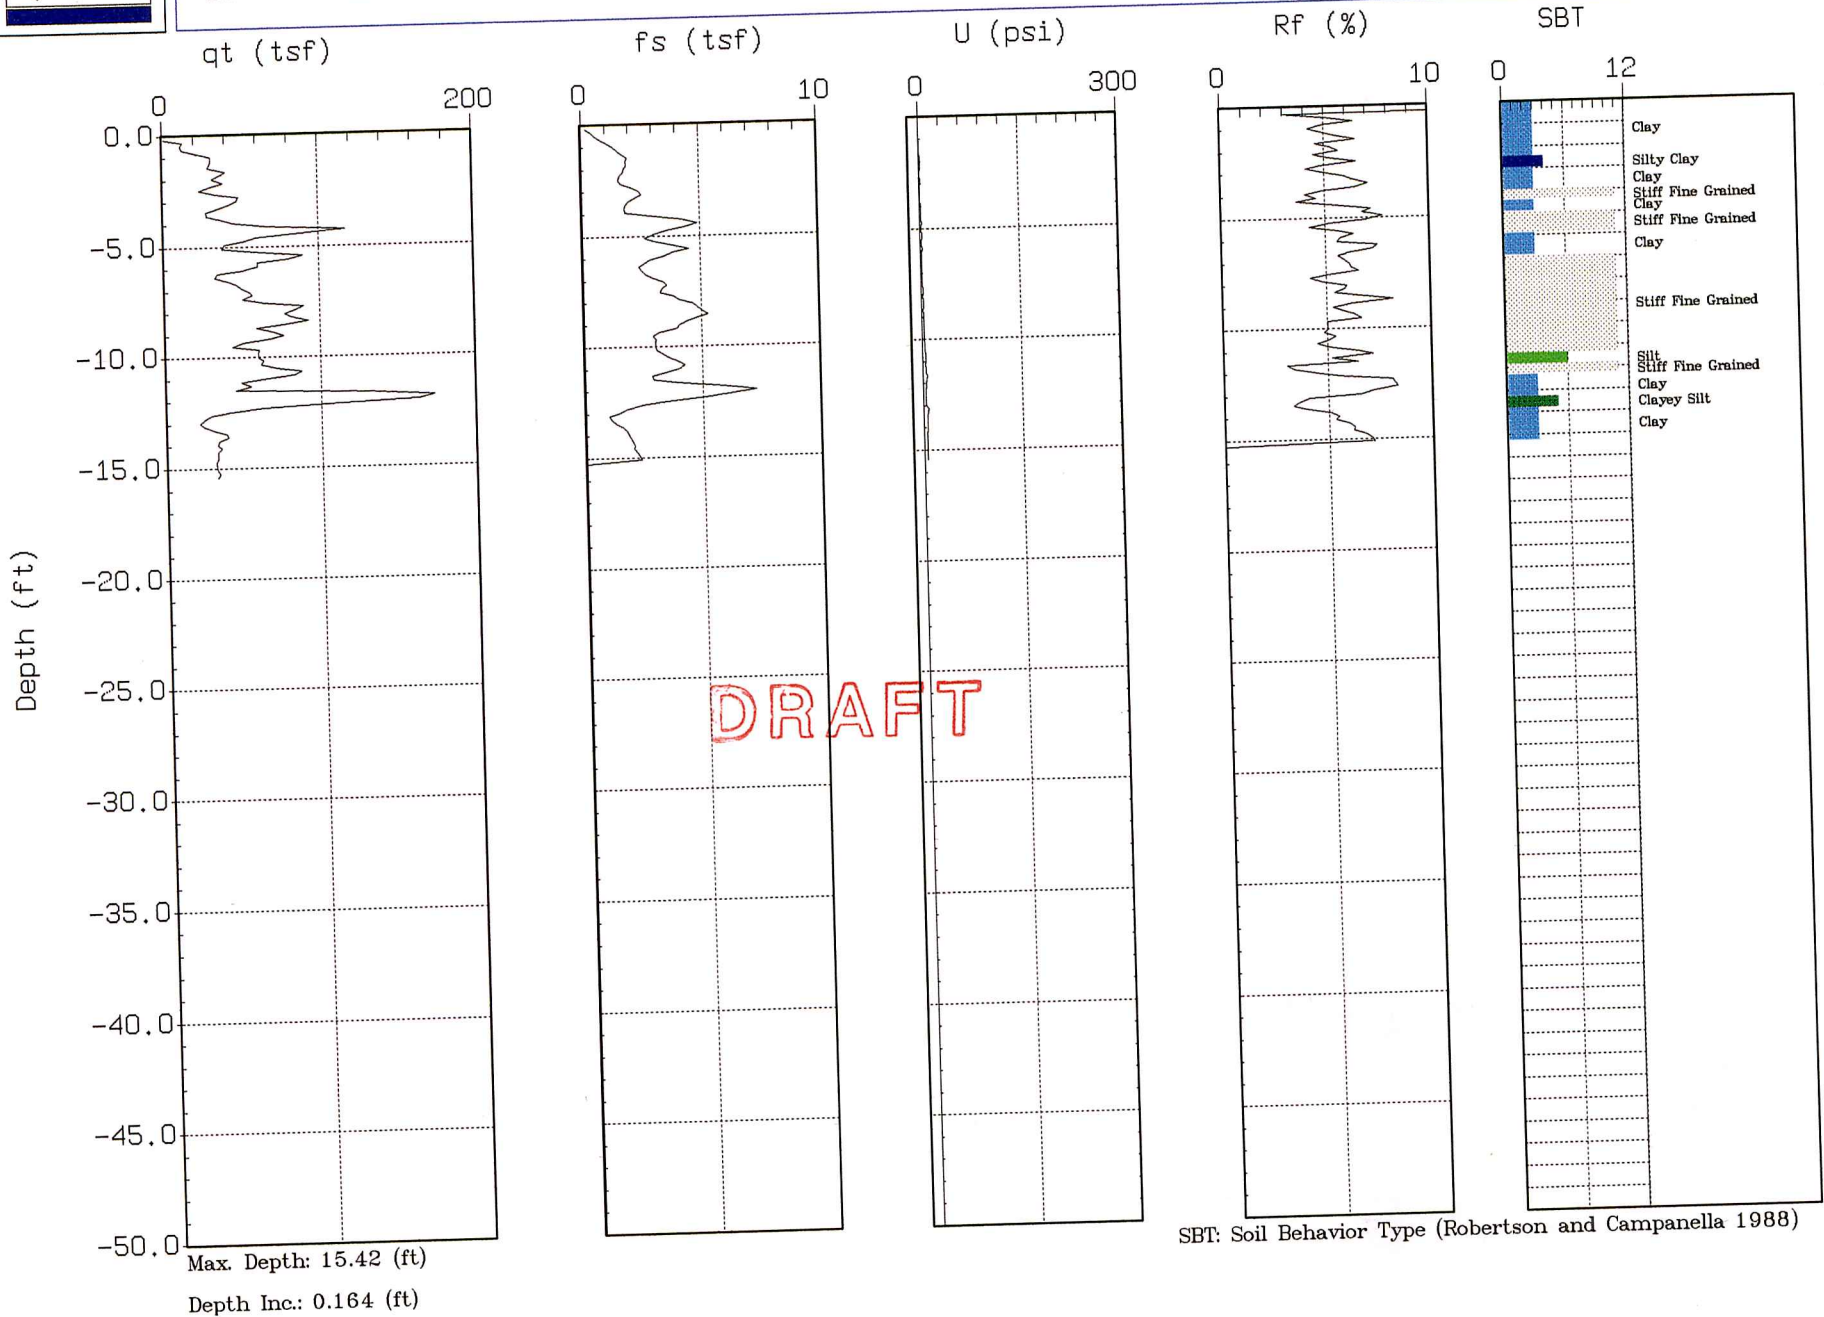 qt (tsf)
fs (tsf)
U (psi)
Rf (%)
SBT
0 200
0 10
0 300
0 10
0 12
0.0
-5.0
-10.0
-15.0
-20.0
-25.0
-30.0
-35.0
-40.0
-45.0
-50.0
Depth (ft)
Clay
Silty Clay
Clay
Stiff Fine Grained
Clay
Stiff Fine Grained
Clay
Stiff Fine Grained
Silt
Stiff Fine Grained
Clay
Clayey Silt
Clay
DRAFT
Max. Depth: 15.42 (ft)
Depth Inc.: 0.164 (ft)
SBT: Soil Behavior Type (Robertson and Campanella 1988)